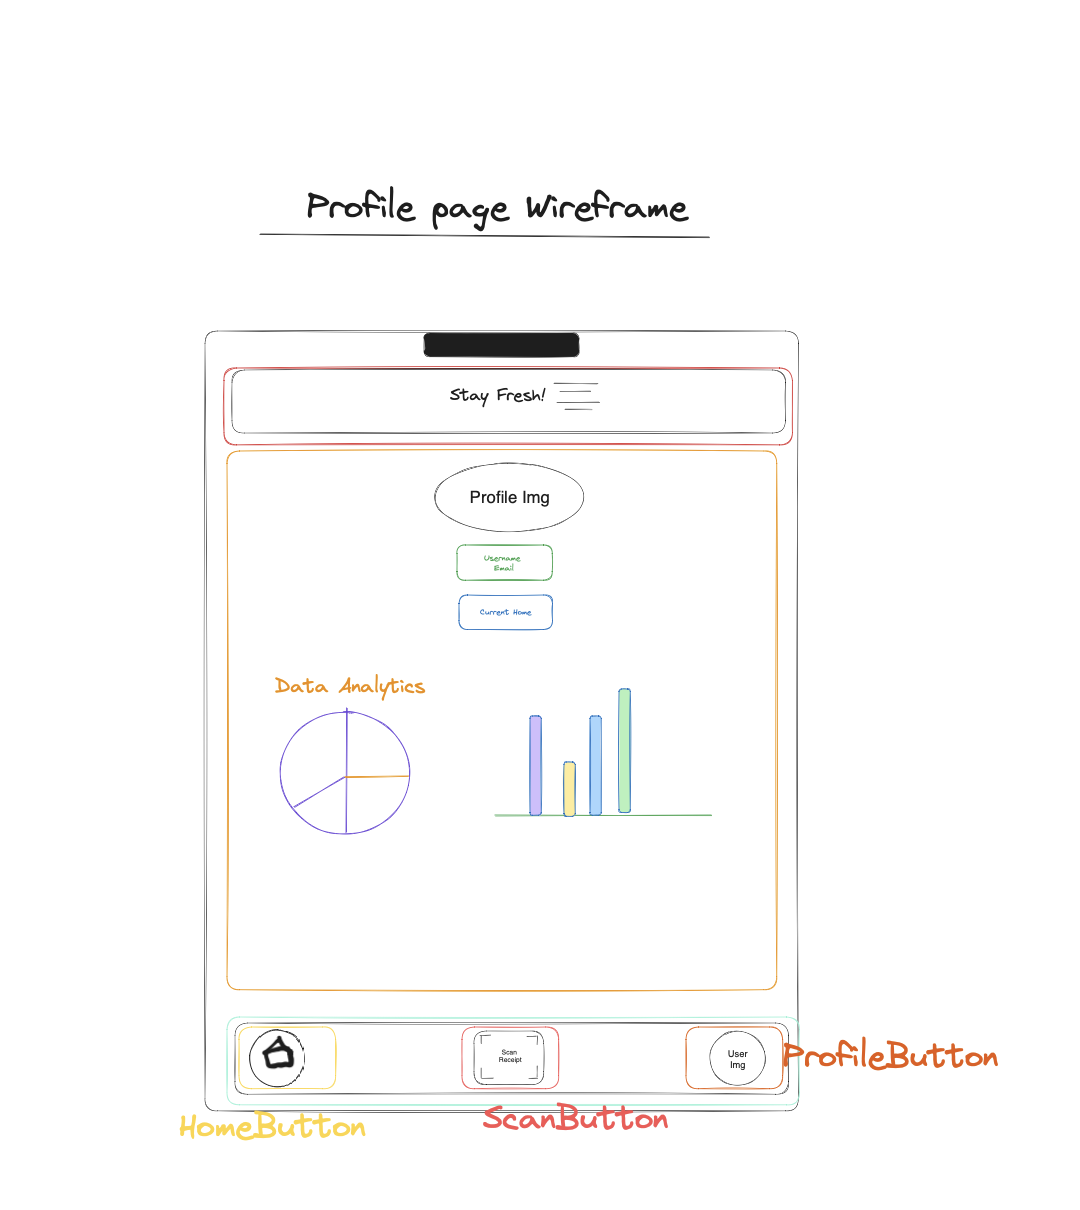 Profile page Wireframe
Stay Fresh!
Profile Img
Username
Email
Current Home
Data Analytics
Scan
Receipt
User
Img
ProfileButton
HomeButton
ScanButton